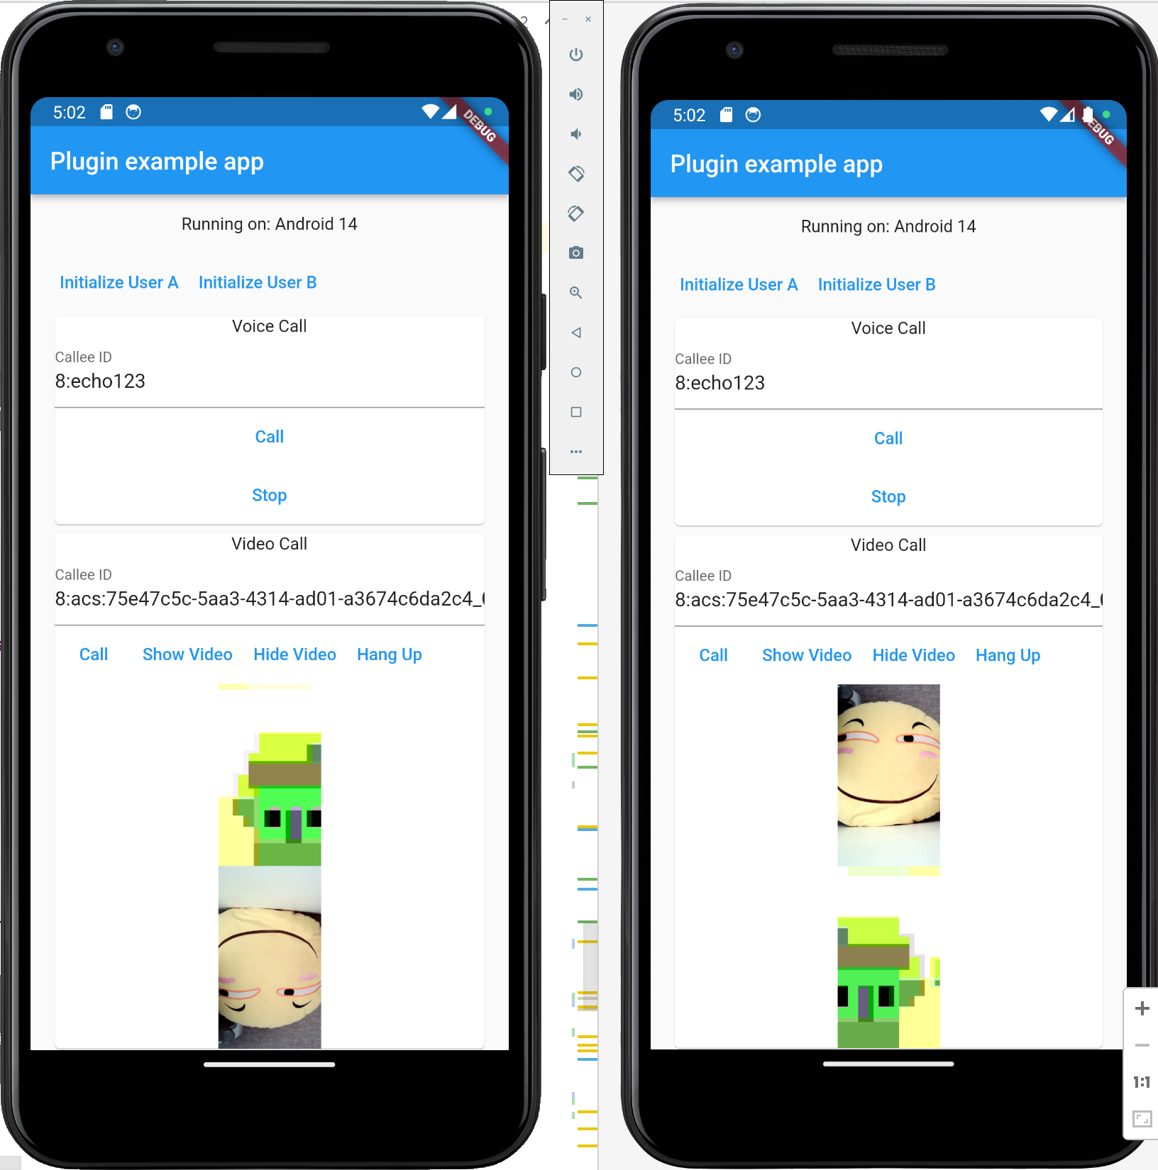 2
5:02
DEBUG
Plugin example app
Running on: Android 14
Initialize User A Initialize User B
Voice Call
Callee ID
8:echo123
Call
Stop
Video Call
Callee ID
8:acs:75e47c5c-5aa3-4314-ad01-a3674c6da2c4_
Call Show Video Hide Video Hang Up
5:02
DEBUG
Plugin example app
Running on: Android 14
Initialize User A Initialize User B
Voice Call
Callee ID
8:echo123
Call
Stop
Video Call
Callee ID
8:acs:75e47c5c-5aa3-4314-ad01-a3674c6da2c4_
Call Show Video Hide Video Hang Up
1:1